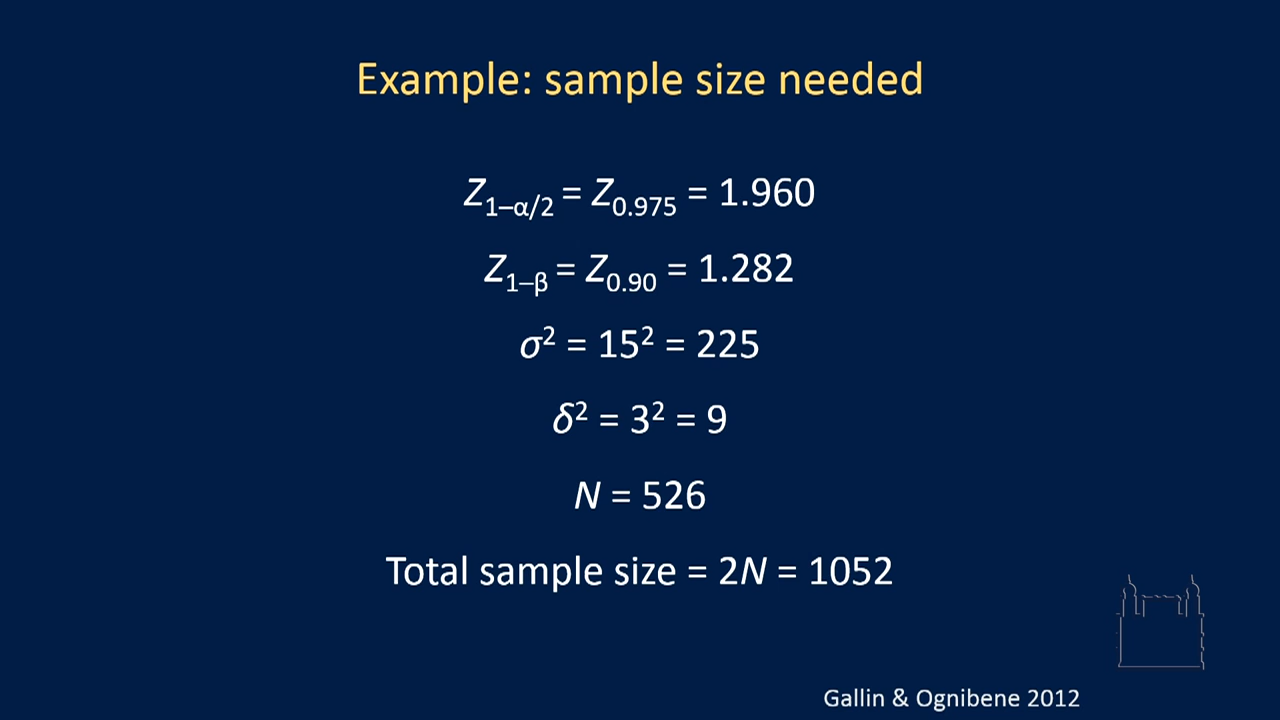 Example: sample size needed
Z1–α/2 = Z0.975 = 1.960
Z1–β = Z0.90 = 1.282
σ² = 15² = 225
δ² = 3² = 9
N = 526
Total sample size = 2N = 1052
Gallin & Ognibene 2012